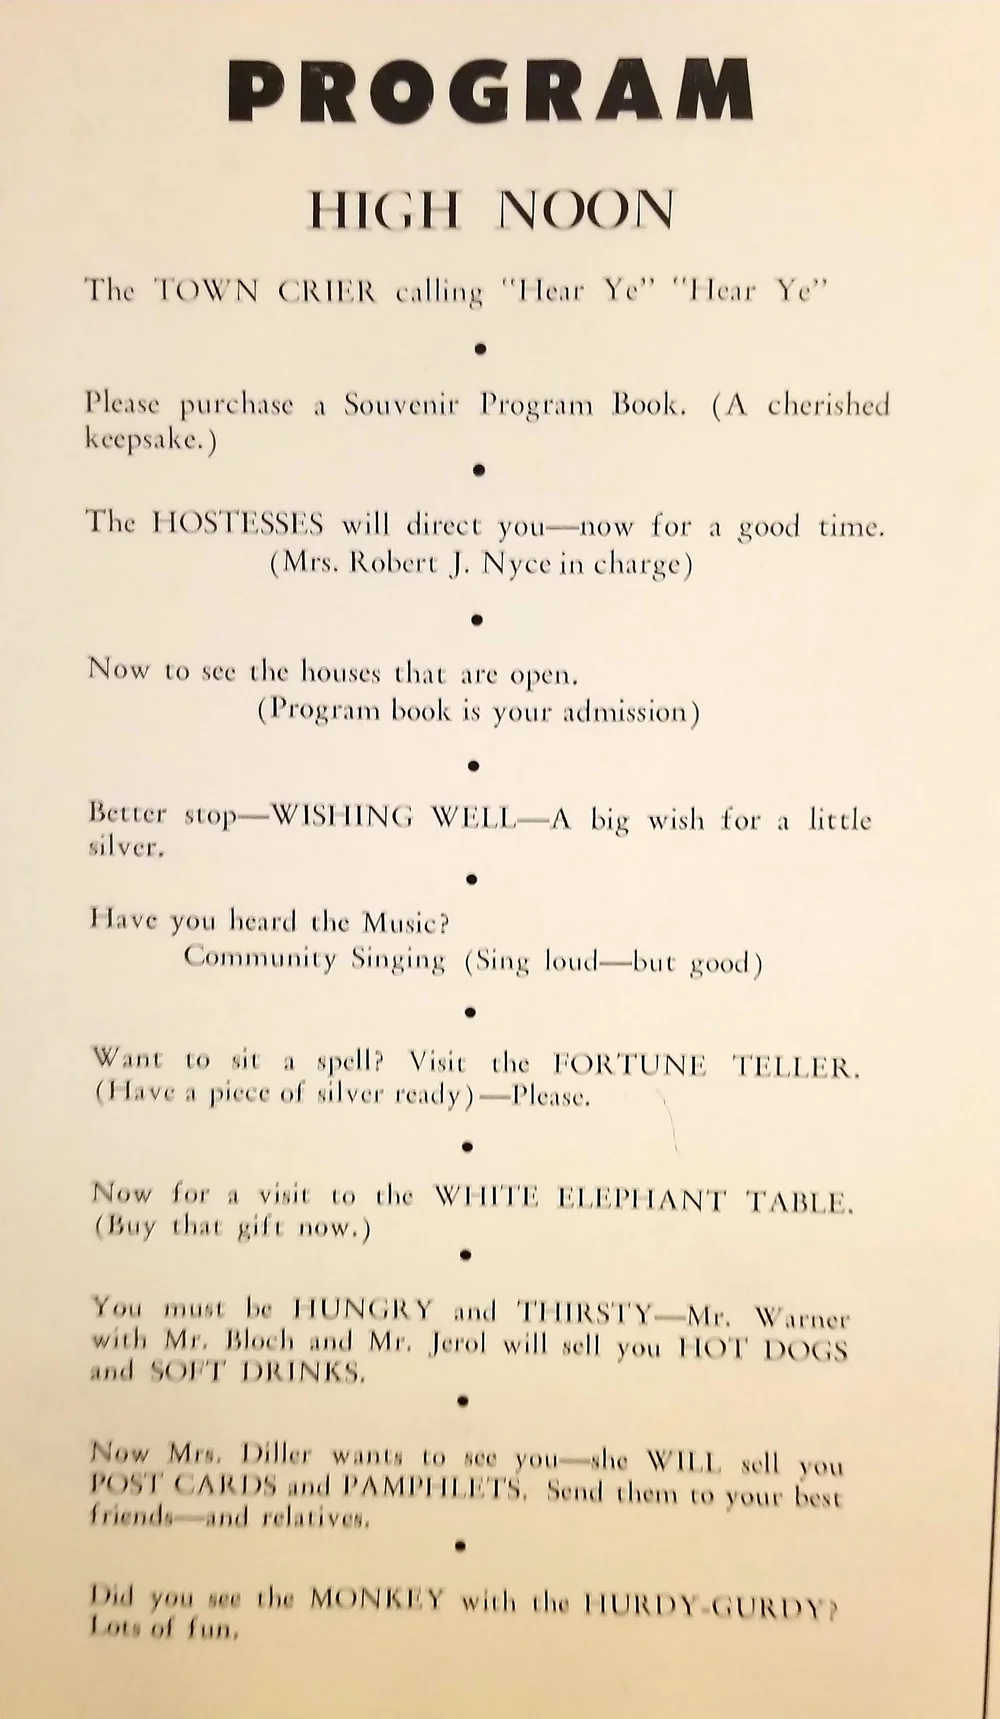 PROGRAM
HIGH NOON
The TOWN CRIER calling "Hear Ye" "Hear Ye"
•
Please purchase a Souvenir Program Book. (A cherished
keepsake.)
•
The HOSTESSES will direct you—now for a good time.
(Mrs. Robert J. Nyce in charge)
•
Now to see the houses that are open.
(Program book is your admission)
•
Better stop—WISHING WELL—A big wish for a little
silver.
•
Have you heard the Music?
Community Singing (Sing loud—but good)
•
Want to sit a spell? Visit the FORTUNE TELLER.
(Have a piece of silver ready)—Please.
•
Now for a visit to the WHITE ELEPHANT TABLE.
(Buy that gift now.)
•
You must be HUNGRY and THIRSTY—Mr. Warner
with Mr. Bloch and Mr. Jerol will sell you HOT DOGS
and SOFT DRINKS.
•
Now Mrs. Diller wants to see you—she WILL sell you
POST CARDS and PAMPHLETS. Send them to your best
friends—and relatives.
•
Did you see the MONKEY with the HURDY-GURDY?
Lots of fun.